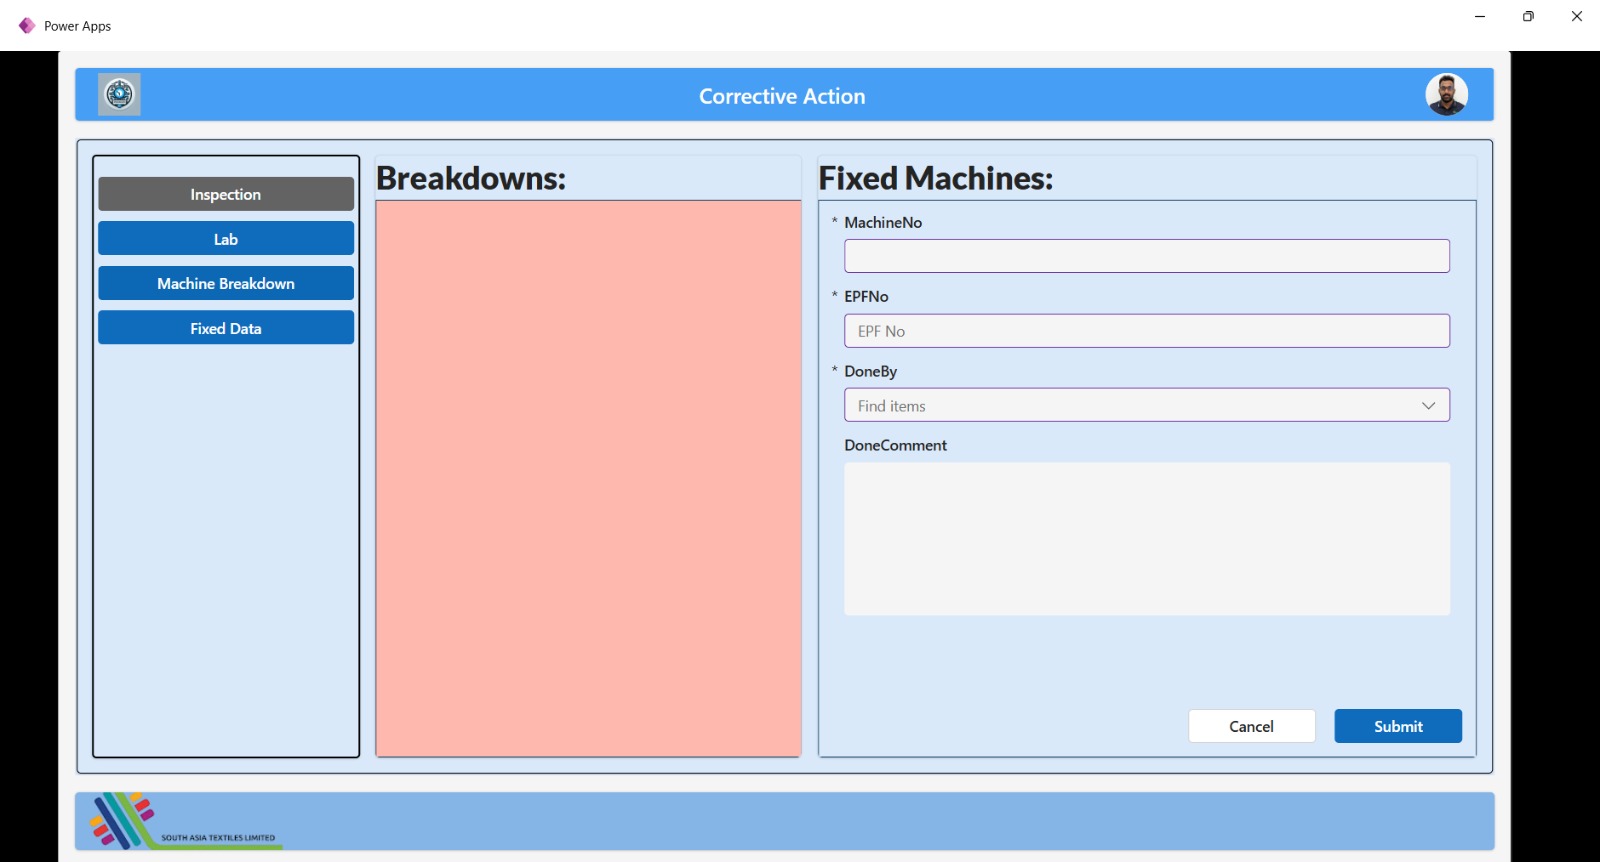 Power Apps
Corrective Action
Inspection
Lab
Machine Breakdown
Fixed Data
Breakdowns:
Fixed Machines:
* MachineNo
* EPFNo
EPF No
* DoneBy
Find items
DoneComment
Cancel
Submit
SOUTH ASIA TEXTILES LIMITED